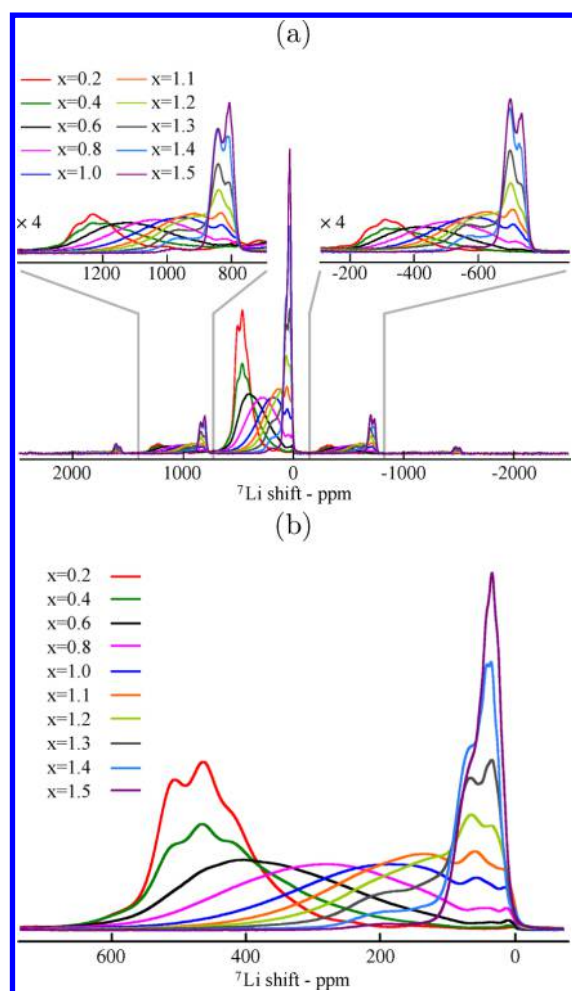 (a)
x=0.2 x=1.1
x=0.4 x=1.2
x=0.6 x=1.3
x=0.8 x=1.4
x=1.0 x=1.5
× 4 × 4
1200 1000 800 -200 -400 -600
2000 1000 0 -1000 -2000
⁷Li shift - ppm
(b)
x=0.2
x=0.4
x=0.6
x=0.8
x=1.0
x=1.1
x=1.2
x=1.3
x=1.4
x=1.5
600 400 200 0
⁷Li shift - ppm